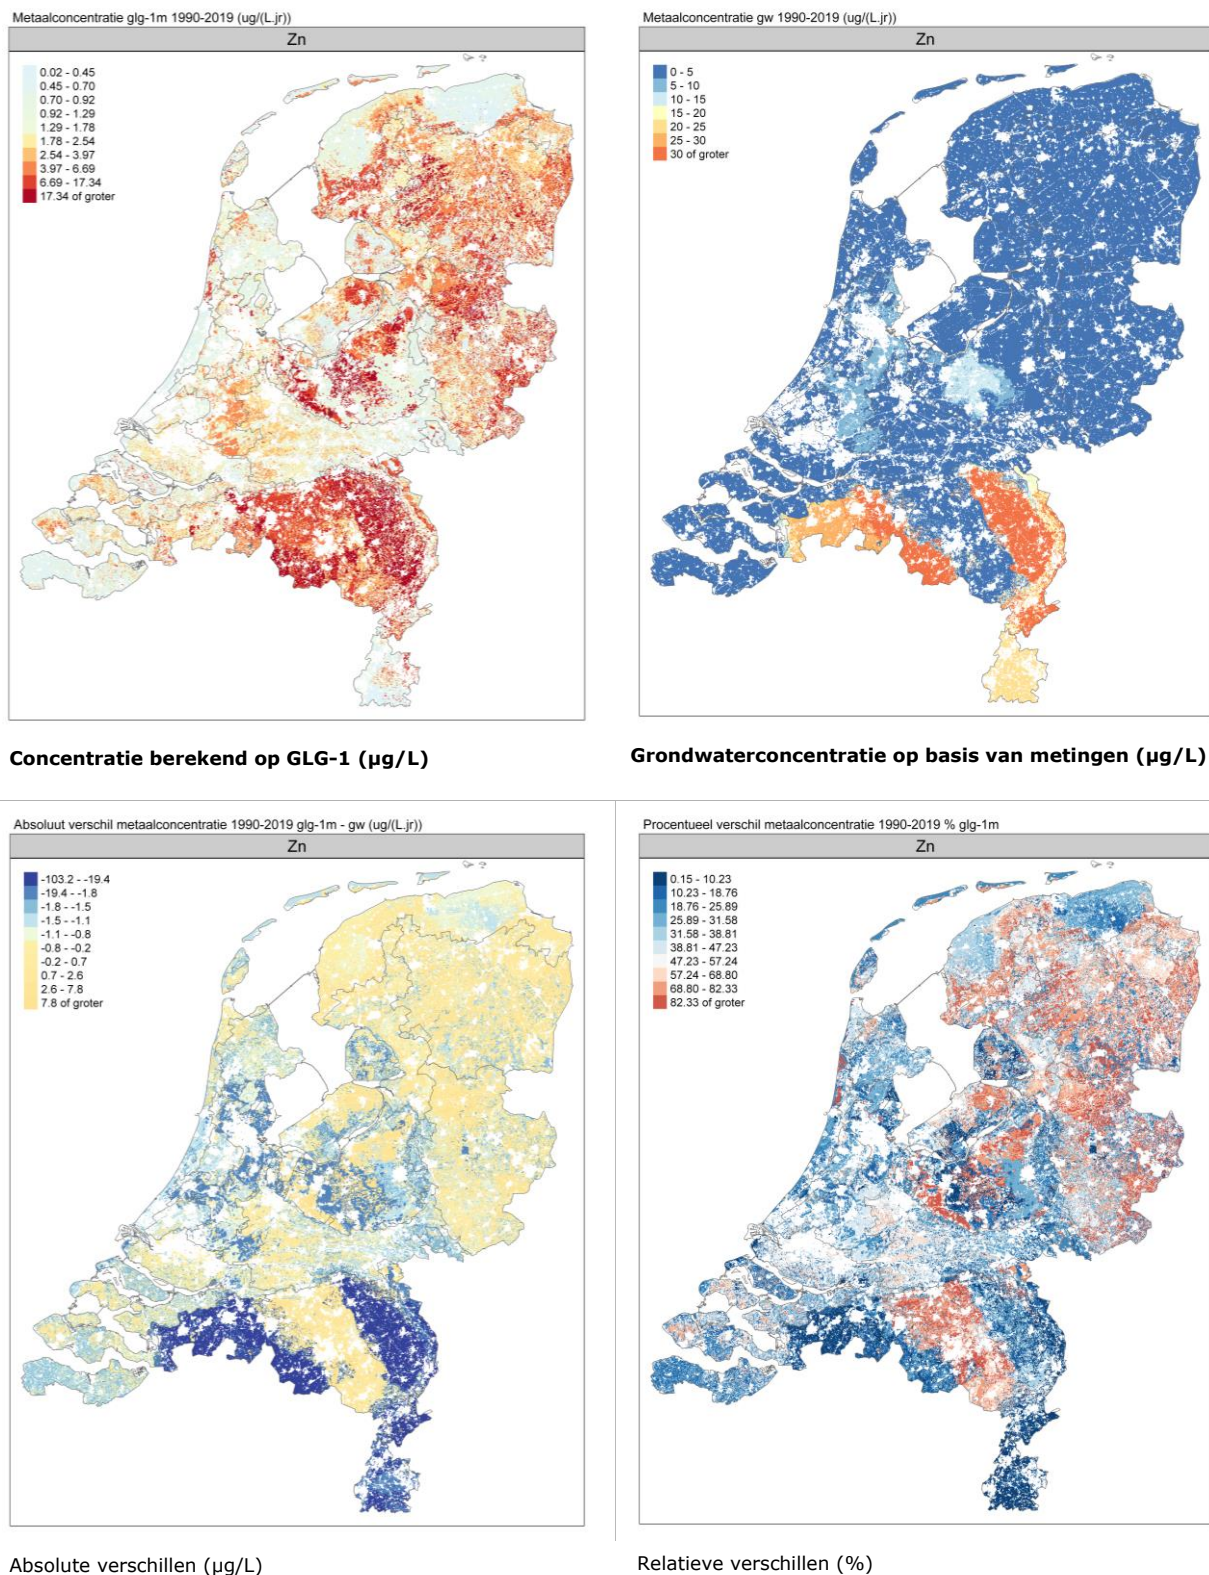 Metaalconcentratie glg-1m 1990-2019 (ug/(L.jr))
Zn
0.02 - 0.45
0.45 - 0.70
0.70 - 0.92
0.92 - 1.29
1.29 - 1.78
1.78 - 2.54
2.54 - 3.97
3.97 - 6.69
6.69 - 17.34
17.34 of groter
Concentratie berekend op GLG-1 (µg/L)
Metaalconcentratie gw 1990-2019 (ug/(L.jr))
Zn
0 - 5
5 - 10
10 - 15
15 - 20
20 - 25
25 - 30
30 of groter
Grondwaterconcentratie op basis van metingen (µg/L)
Absoluut verschil metaalconcentratie 1990-2019 glg-1m - gw (ug/(L.jr))
Zn
-103.2 - -19.4
-19.4 - -1.8
-1.8 - -1.5
-1.5 - -1.1
-1.1 - -0.8
-0.8 - -0.2
-0.2 - 0.7
0.7 - 2.6
2.6 - 7.8
7.8 of groter
Absolute verschillen (µg/L)
Procentueel verschil metaalconcentratie 1990-2019 % glg-1m
Zn
0.15 - 10.23
10.23 - 18.76
18.76 - 25.89
25.89 - 31.58
31.58 - 38.81
38.81 - 47.23
47.23 - 57.24
57.24 - 68.80
68.80 - 82.33
82.33 of groter
Relatieve verschillen (%)